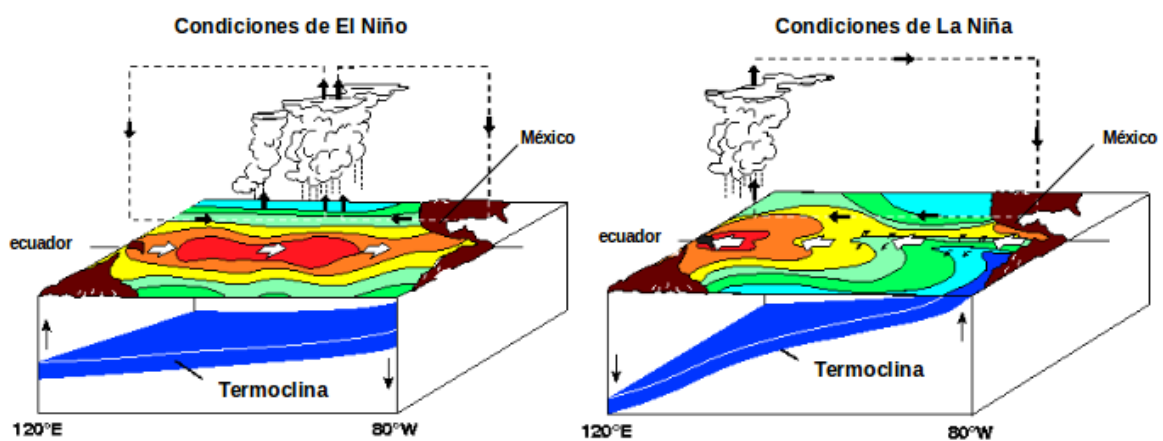 Condiciones de El Niño
México
ecuador
Termoclina
120°E
80°W
Condiciones de La Niña
México
ecuador
Termoclina
120°E
80°W